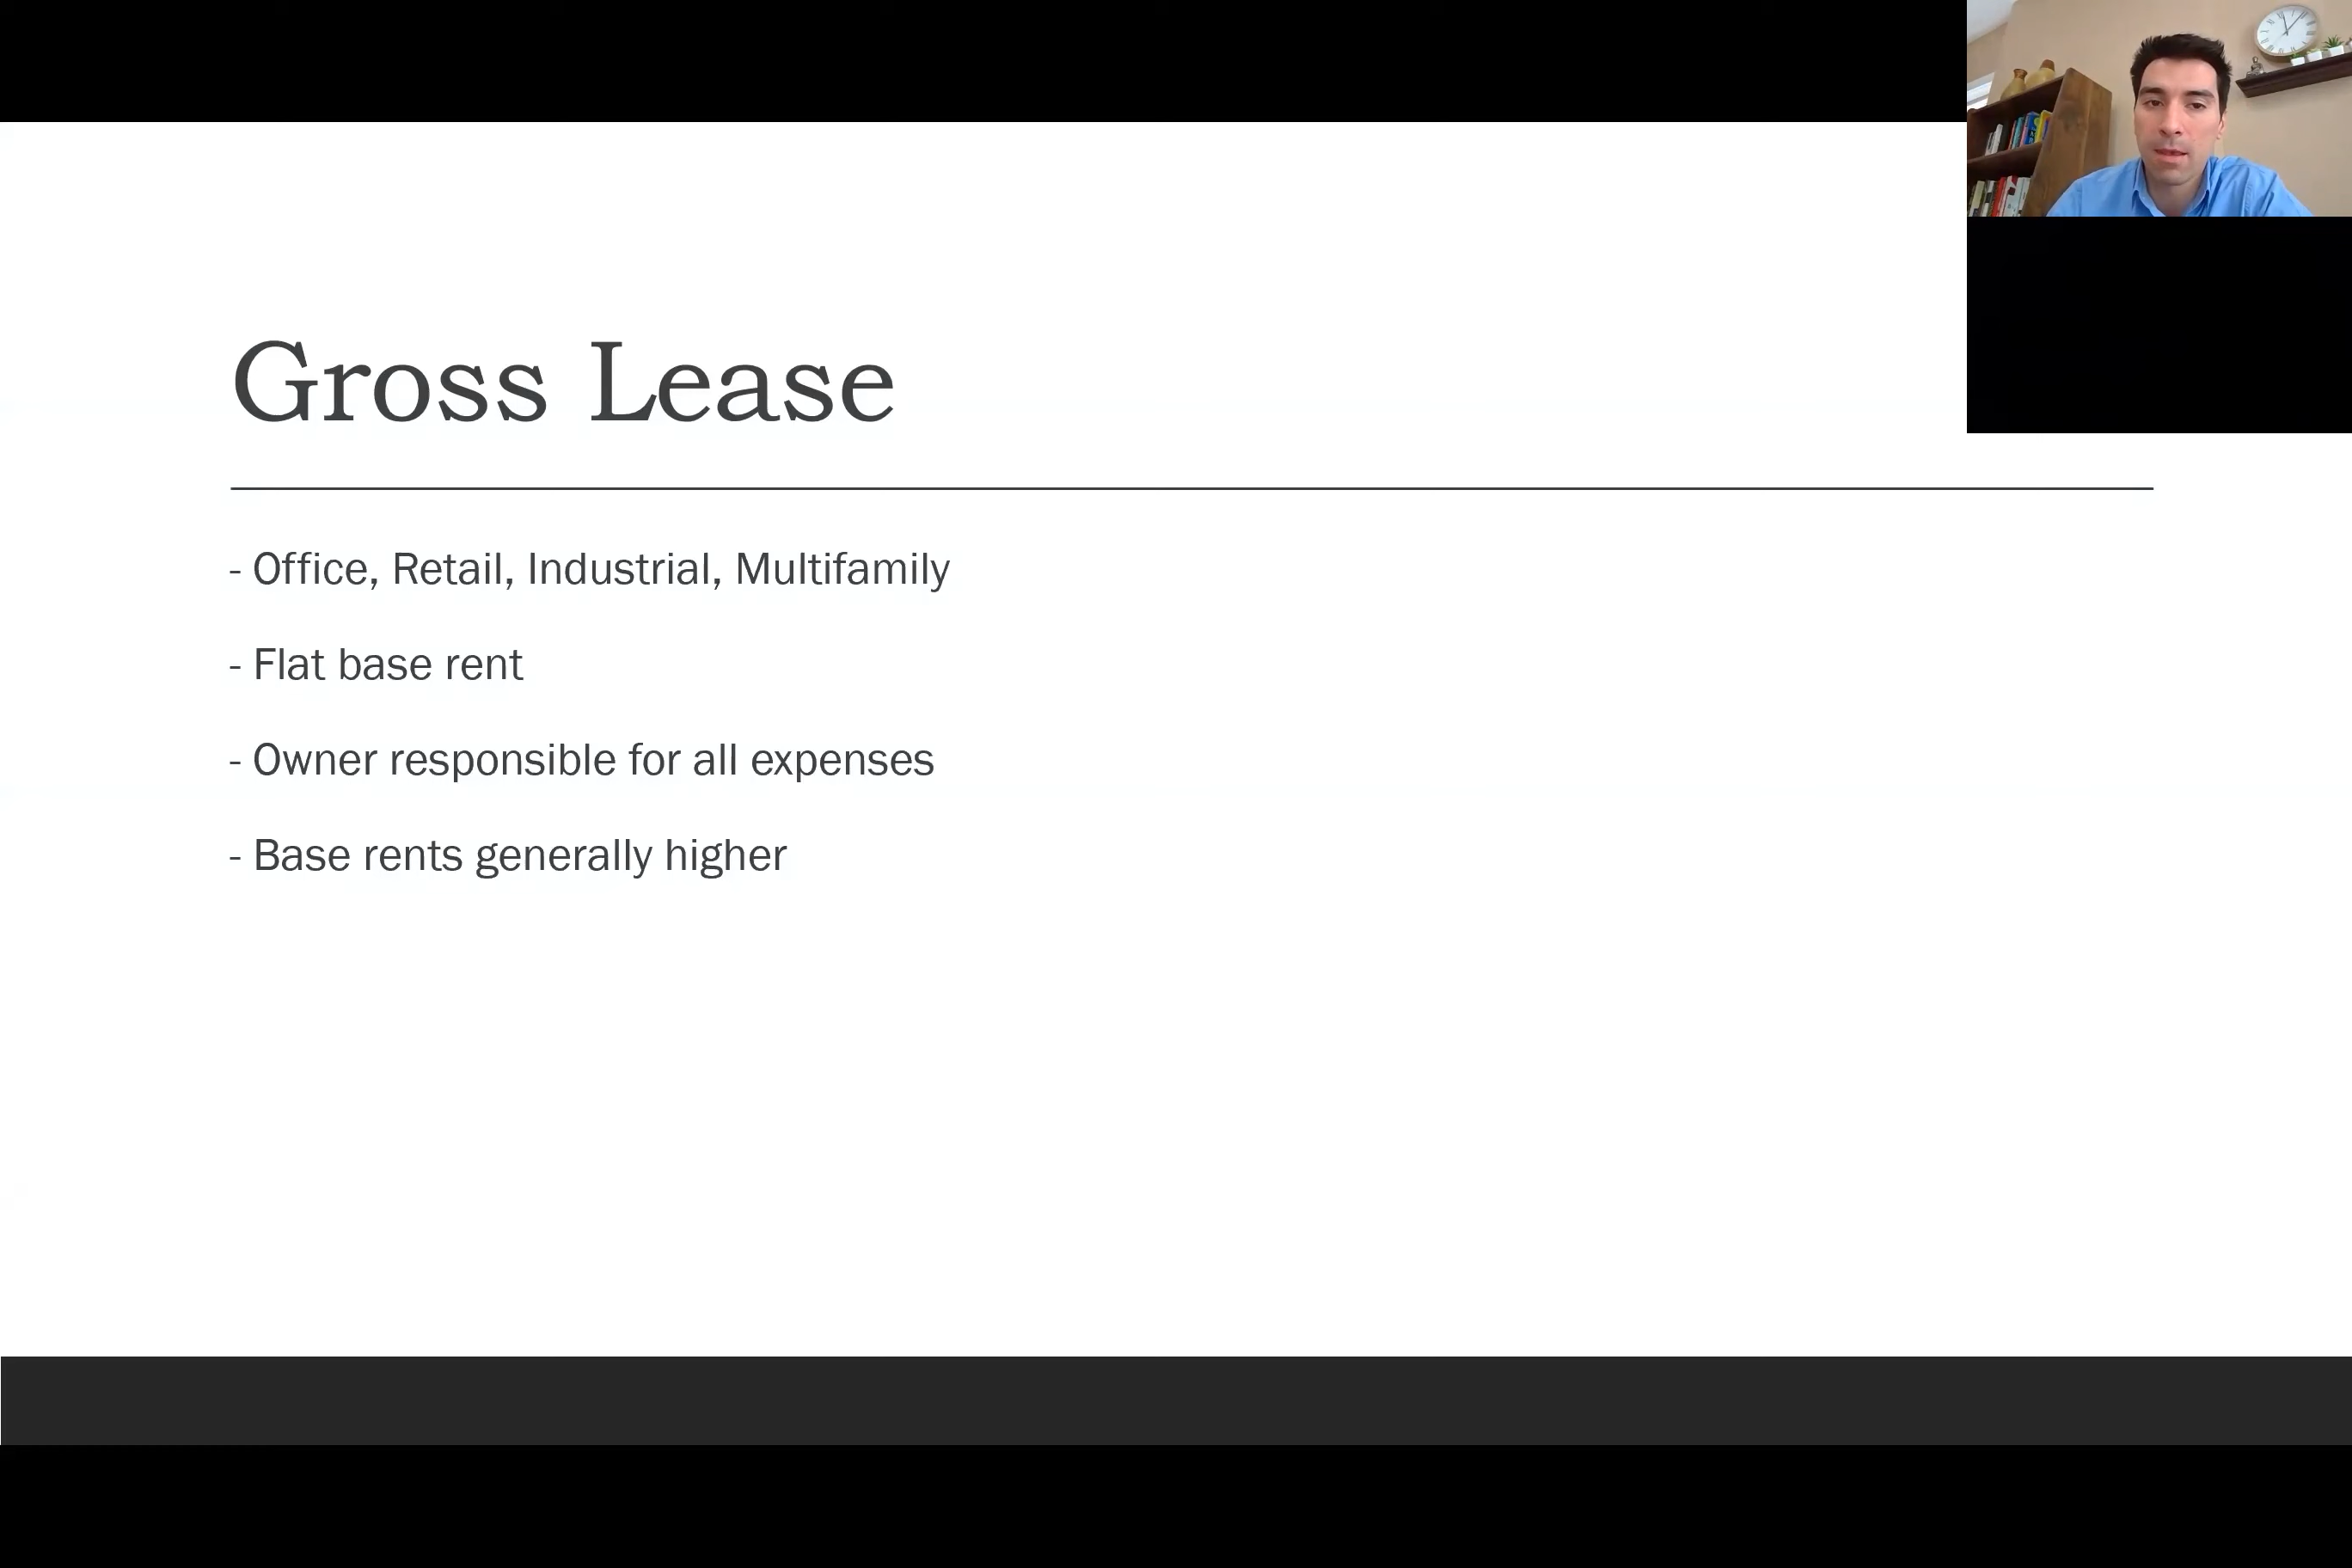 Gross Lease
- Office, Retail, Industrial, Multifamily
- Flat base rent
- Owner responsible for all expenses
- Base rents generally higher